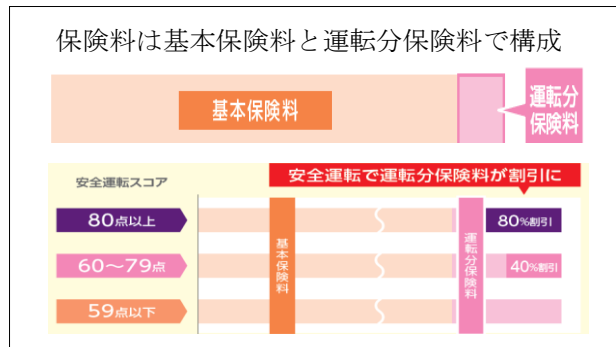 保険料は基本保険料と運転分保険料で構成
基本保険料
運転分
保険料
安全運転スコア
安全運転で運転分保険料が割引に
80点以上
80%割引
60〜79点
40%割引
59点以下
基本保険料
運転分保険料